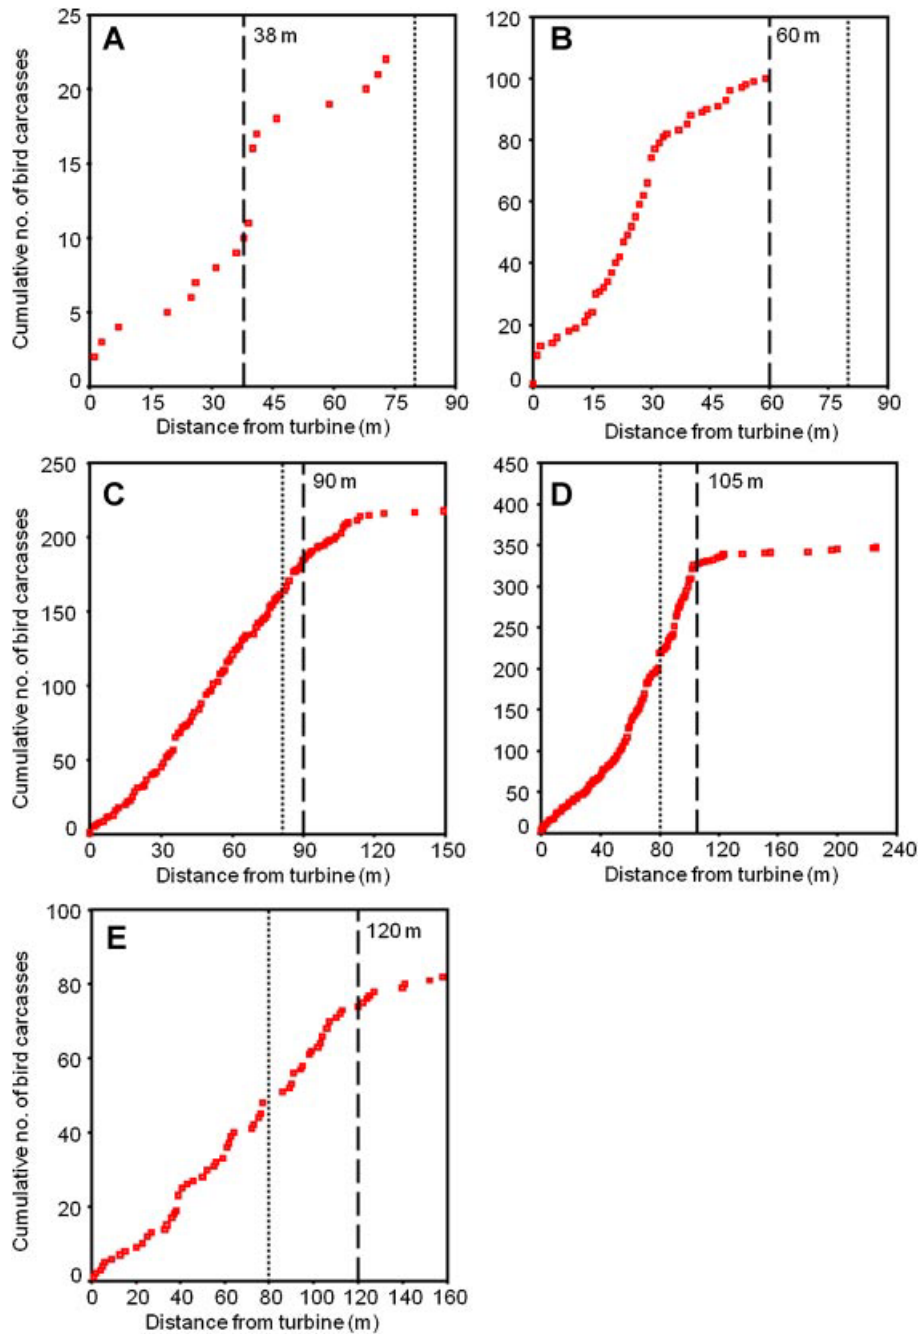 A
38 m
25
20
15
10
5
0
0 15 30 45 60 75 90
Distance from turbine (m)
Cumulative no. of bird carcasses
B
60 m
120
100
80
60
40
20
0
0 15 30 45 60 75 90
Distance from turbine (m)
C
90 m
250
200
150
100
50
0
0 30 60 90 120 150
Distance from turbine (m)
Cumulative no. of bird carcasses
D
105 m
450
400
350
300
250
200
150
100
50
0
0 40 80 120 160 200 240
Distance from turbine (m)
E
120 m
100
80
60
40
20
0
0 20 40 60 80 100 120 140 160
Distance from turbine (m)
Cumulative no. of bird carcasses